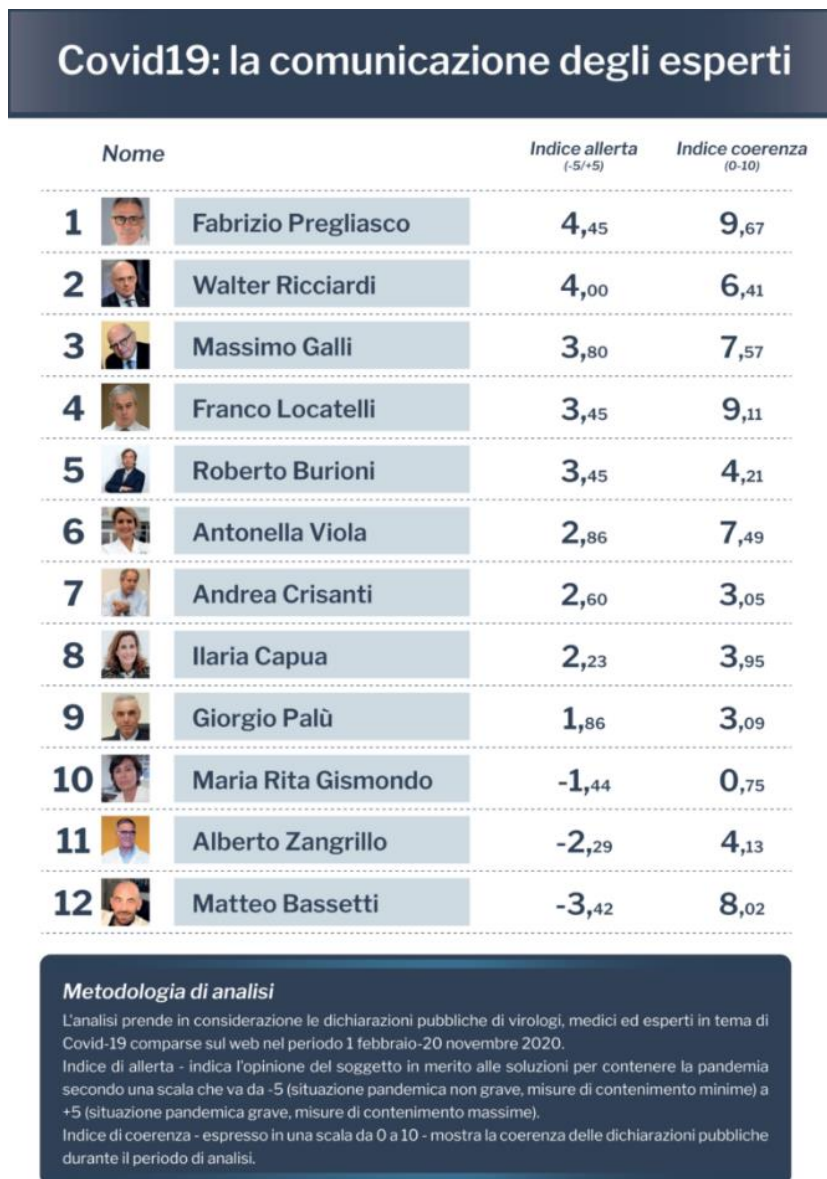 Covid19: la comunicazione degli esperti
Nome Indice allerta Indice coerenza
(-5/+5) (0-10)
1 Fabrizio Pregliasco 4,45 9,67
2 Walter Ricciardi 4,00 6,41
3 Massimo Galli 3,80 7,57
4 Franco Locatelli 3,45 9,11
5 Roberto Burioni 3,45 4,21
6 Antonella Viola 2,86 7,49
7 Andrea Crisanti 2,60 3,05
8 Ilaria Capua 2,23 3,95
9 Giorgio Palù 1,86 3,09
10 Maria Rita Gismondo -1,44 0,75
11 Alberto Zangrillo -2,29 4,13
12 Matteo Bassetti -3,42 8,02
Metodologia di analisi
L'analisi prende in considerazione le dichiarazioni pubbliche di virologi, medici ed esperti in tema di
Covid-19 comparse sul web nel periodo 1 febbraio-20 novembre 2020.
Indice di allerta - indica l'opinione del soggetto in merito alle soluzioni per contenere la pandemia
secondo una scala che va da -5 (situazione pandemica non grave, misure di contenimento minime) a
+5 (situazione pandemica grave, misure di contenimento massime).
Indice di coerenza - espresso in una scala da 0 a 10 - mostra la coerenza delle dichiarazioni pubbliche
durante il periodo di analisi.